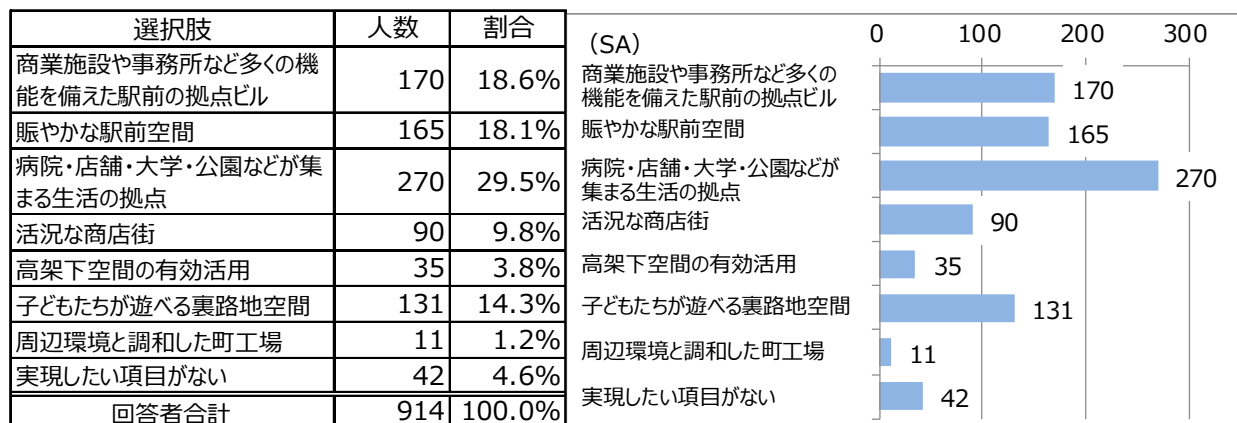 選択肢 人数 割合
商業施設や事務所など多くの機
能を備えた駅前の拠点ビル 170 18.6%
賑やかな駅前空間 165 18.1%
病院・店舗・大学・公園などが集
まる生活の拠点 270 29.5%
活況な商店街 90 9.8%
高架下空間の有効活用 35 3.8%
子どもたちが遊べる裏路地空間 131 14.3%
周辺環境と調和した町工場 11 1.2%
実現したい項目がない 42 4.6%
回答者合計 914 100.0%
(SA) 0 100 200 300
商業施設や事務所など多くの
機能を備えた駅前の拠点ビル 170
賑やかな駅前空間 165
病院・店舗・大学・公園などが
集まる生活の拠点 270
活況な商店街 90
高架下空間の有効活用 35
子どもたちが遊べる裏路地空間 131
周辺環境と調和した町工場 11
実現したい項目がない 42